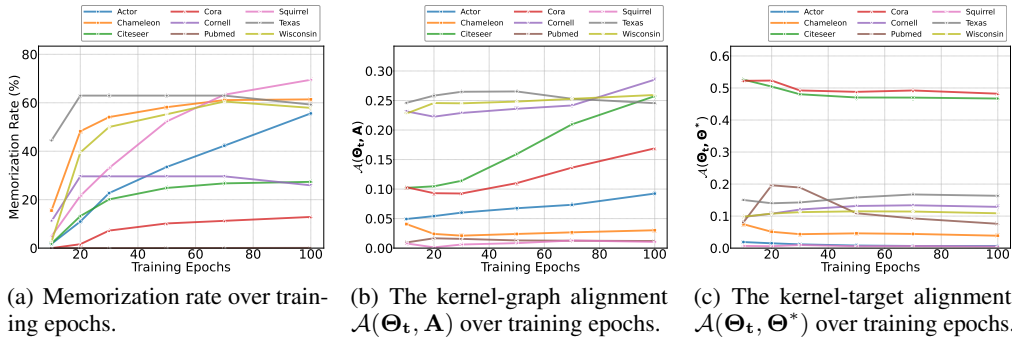 Actor Cora Squirrel
Chameleon Cornell Texas
Citeseer Pubmed Wisconsin
Memorization Rate (%)
80
60
40
20
0
0 20 40 60 80 100
Training Epochs
(a) Memorization rate over train-
ing epochs.
Actor Cora Squirrel
Chameleon Cornell Texas
Citeseer Pubmed Wisconsin
𝒜(Θₜ, A)
0.30
0.25
0.20
0.15
0.10
0.05
0.00
0 20 40 60 80 100
Training Epochs
(b) The kernel-graph alignment
𝒜(Θₜ, A) over training epochs.
Actor Cora Squirrel
Chameleon Cornell Texas
Citeseer Pubmed Wisconsin
𝒜(Θₜ, Θ*)
0.6
0.5
0.4
0.3
0.2
0.1
0.0
0 20 40 60 80 100
Training Epochs
(c) The kernel-target alignment
𝒜(Θₜ, Θ*) over training epochs.